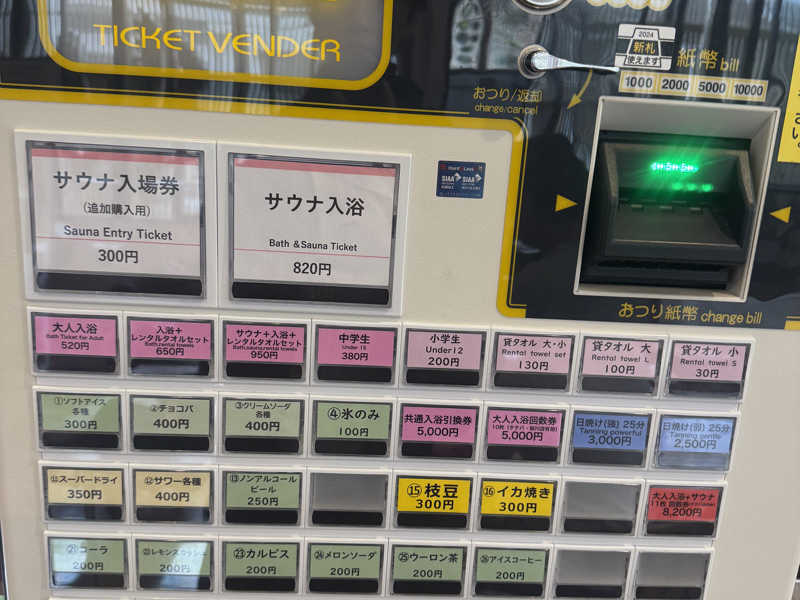 TICKET VENDER
2024
新札
使えます
紙幣 bill
1000 2000 5000 10000
おつり/返却
change/cancel
サウナ入場券
(追加購入用)
Sauna Entry Ticket
300円
サウナ入浴
Bath & Sauna Ticket
820円
SIAA SIAA
おつり紙幣 change bill
大人入浴
Bath Ticket for Adult
520円
入浴+
レンタルタオルセット
Bath,rental towels
650円
サウナ+入浴+
レンタルタオルセット
Bath,sauna,rental towels
950円
中学生
Under 15
380円
小学生
Under12
200円
貸タオル 大・小
Rental towel set
130円
貸タオル 大
Rental towel L
100円
貸タオル 小
Rental towel S
30円
①ソフトアイス
各種
300円
②チョコパ
400円
③クリームソーダ
各種
400円
④氷のみ
100円
共通入浴引換券
5,000円
大人入浴回数券
5,000円
日焼け(強) 25分
Tanning powerful
3,000円
日焼け(弱) 25分
Tanning gentle
2,500円
⑪スーパードライ
350円
⑫サワー各種
400円
⑬ノンアルコール
ビール
250円
⑮枝豆
300円
⑯イカ焼き
300円
大人入浴+サウナ
11枚 回数券
8,200円
㉑コーラ
200円
㉒レモンスカッシュ
200円
㉓カルピス
200円
㉔メロンソーダ
200円
㉕ウーロン茶
200円
㉖アイスコーヒー
200円